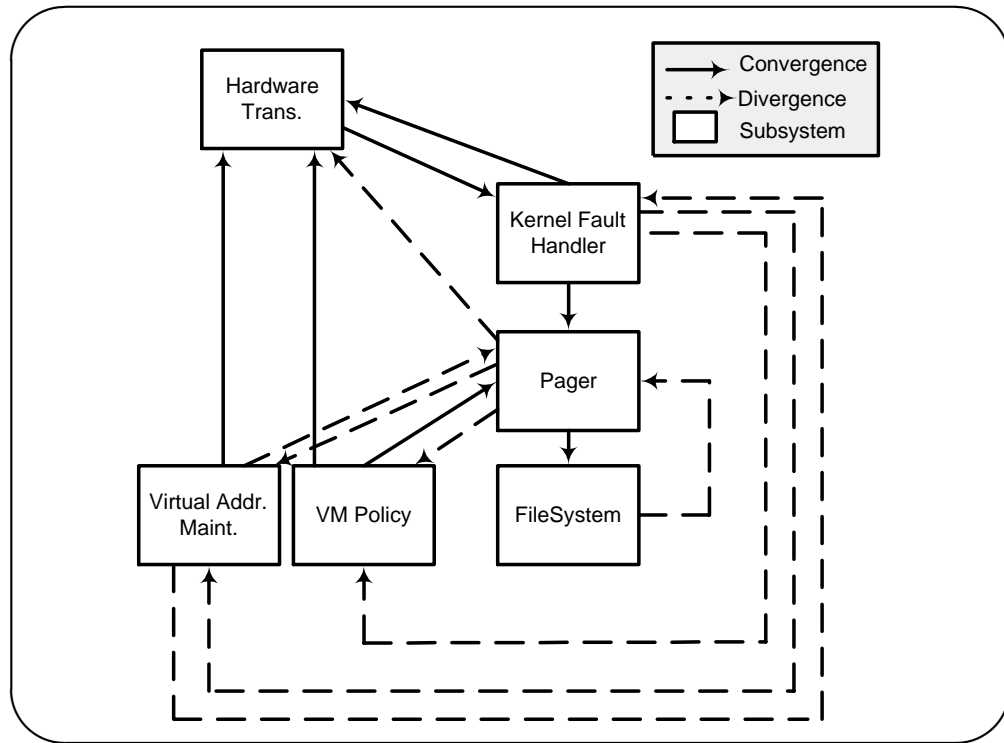 Hardware
Trans.
Convergence
Divergence
Subsystem
Kernel Fault
Handler
Pager
Virtual Addr.
Maint.
VM Policy
FileSystem